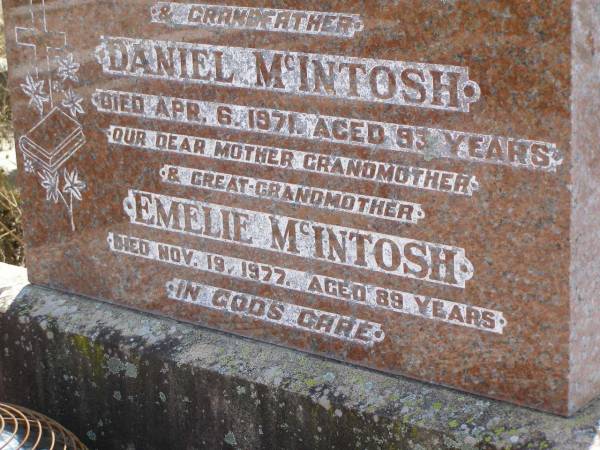 & GRANDFATHER
DANIEL McINTOSH
DIED APR. 6, 1971. AGED 93 YEARS
OUR DEAR MOTHER GRANDMOTHER
& GREAT-GRANDMOTHER
EMELIE McINTOSH
DIED NOV. 19, 1977. AGED 89 YEARS
IN GODS CARE